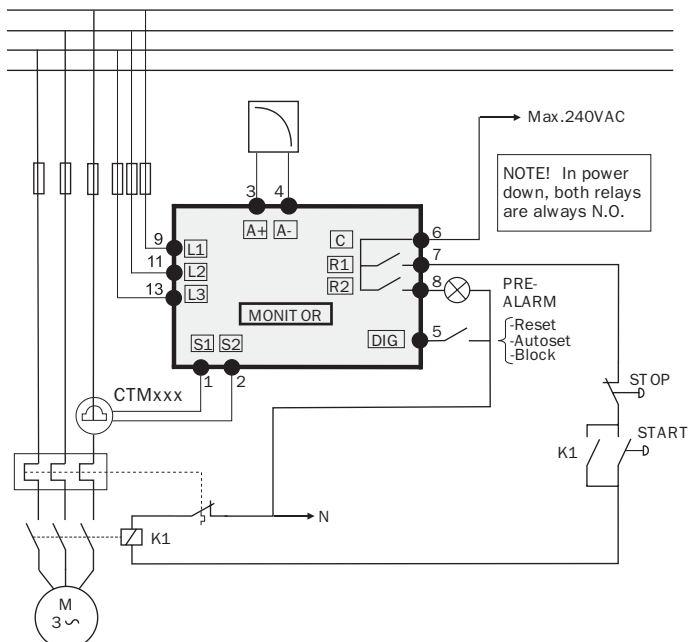 Max.240VAC
NOTE! In power
down, both relays
are always N.O.
3 4
A+ A-
9 L1
11 L2
13 L3
C 6
R1 7
R2 8
PRE-
ALARM
MONITOR
DIG 5
-Reset
-Autoset
-Block
S1 S2
1 2
CTMxxx
STOP
K1 START
N
K1
M
3~